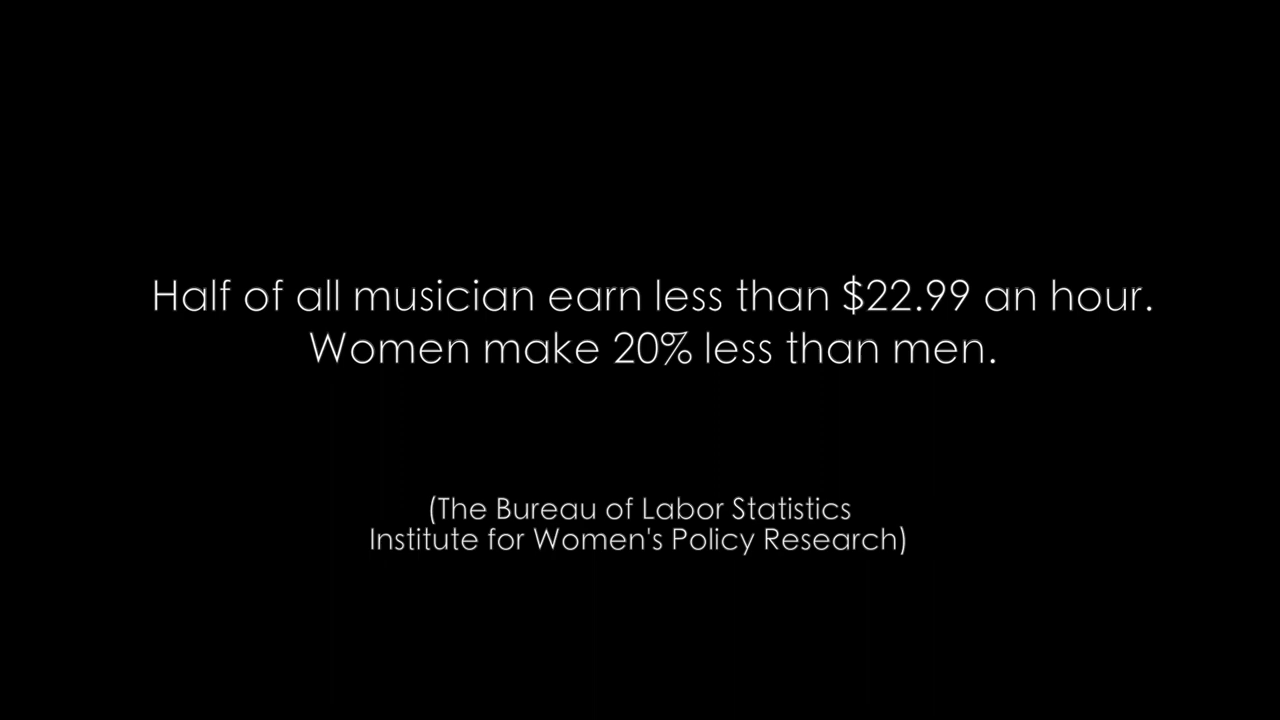 Half of all musician earn less than $22.99 an hour.
Women make 20% less than men.
(The Bureau of Labor Statistics
Institute for Women's Policy Research)